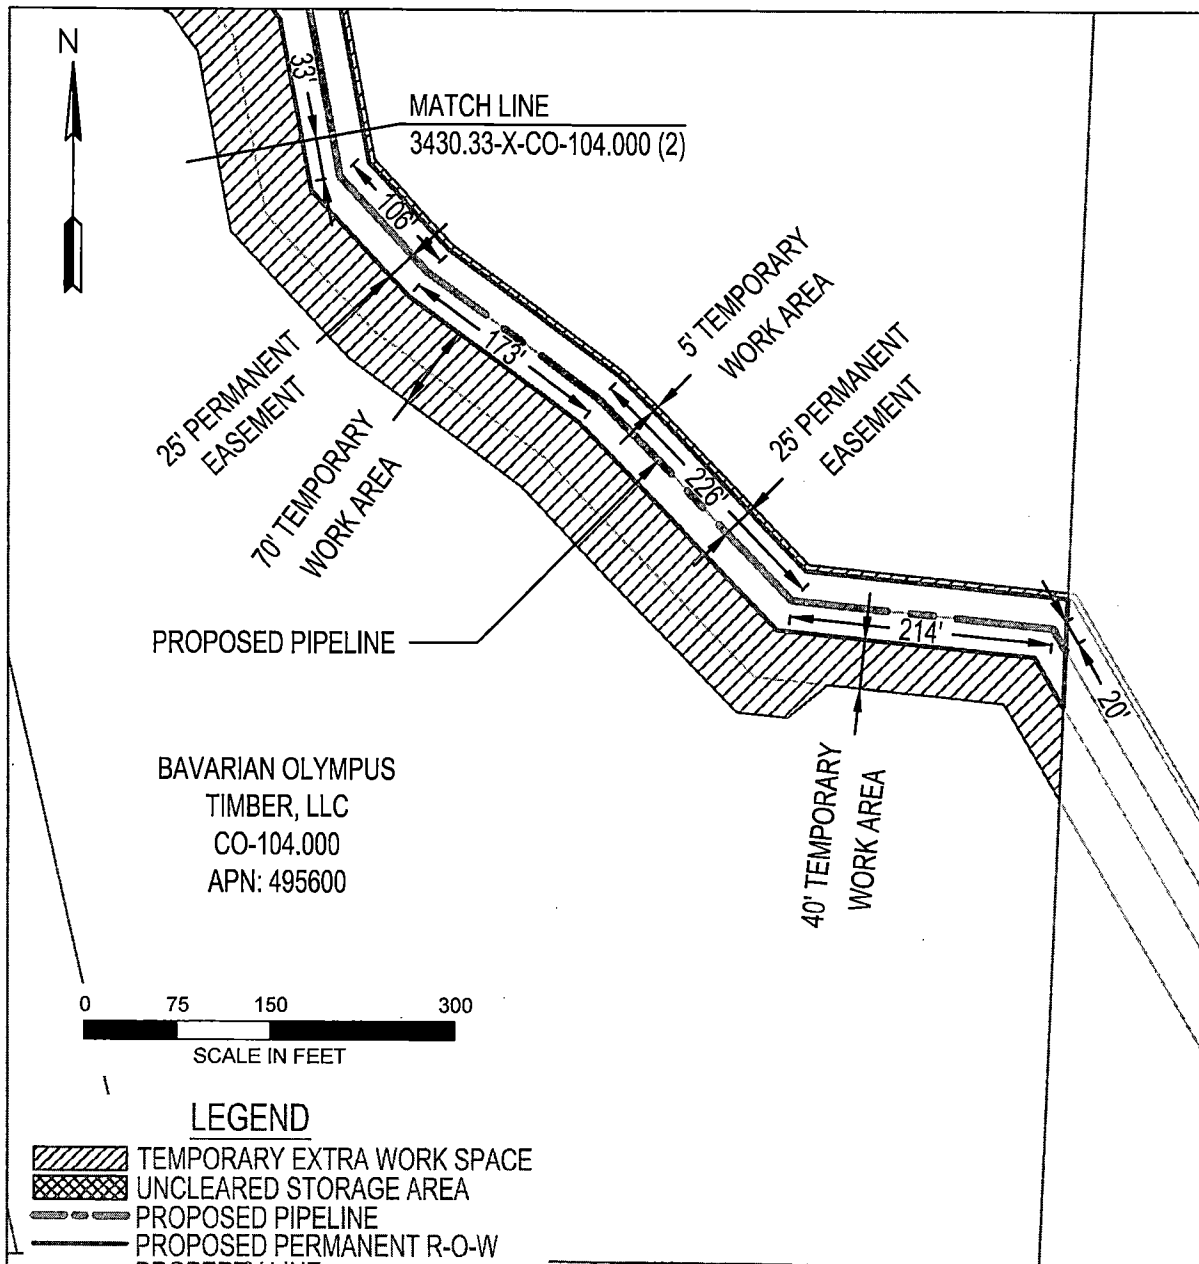 N
33'
MATCH LINE
3430.33-X-CO-104.000 (2)
106'
5' TEMPORARY
WORK AREA
25' PERMANENT
EASEMENT
173'
25' PERMANENT
EASEMENT
226'
70' TEMPORARY
WORK AREA
PROPOSED PIPELINE
214'
20'
40' TEMPORARY
WORK AREA
BAVARIAN OLYMPUS
TIMBER, LLC
CO-104.000
APN: 495600
0 75 150 300
SCALE IN FEET
LEGEND
TEMPORARY EXTRA WORK SPACE
UNCLEARED STORAGE AREA
PROPOSED PIPELINE
PROPOSED PERMANENT R-O-W
PROPERTY LINE